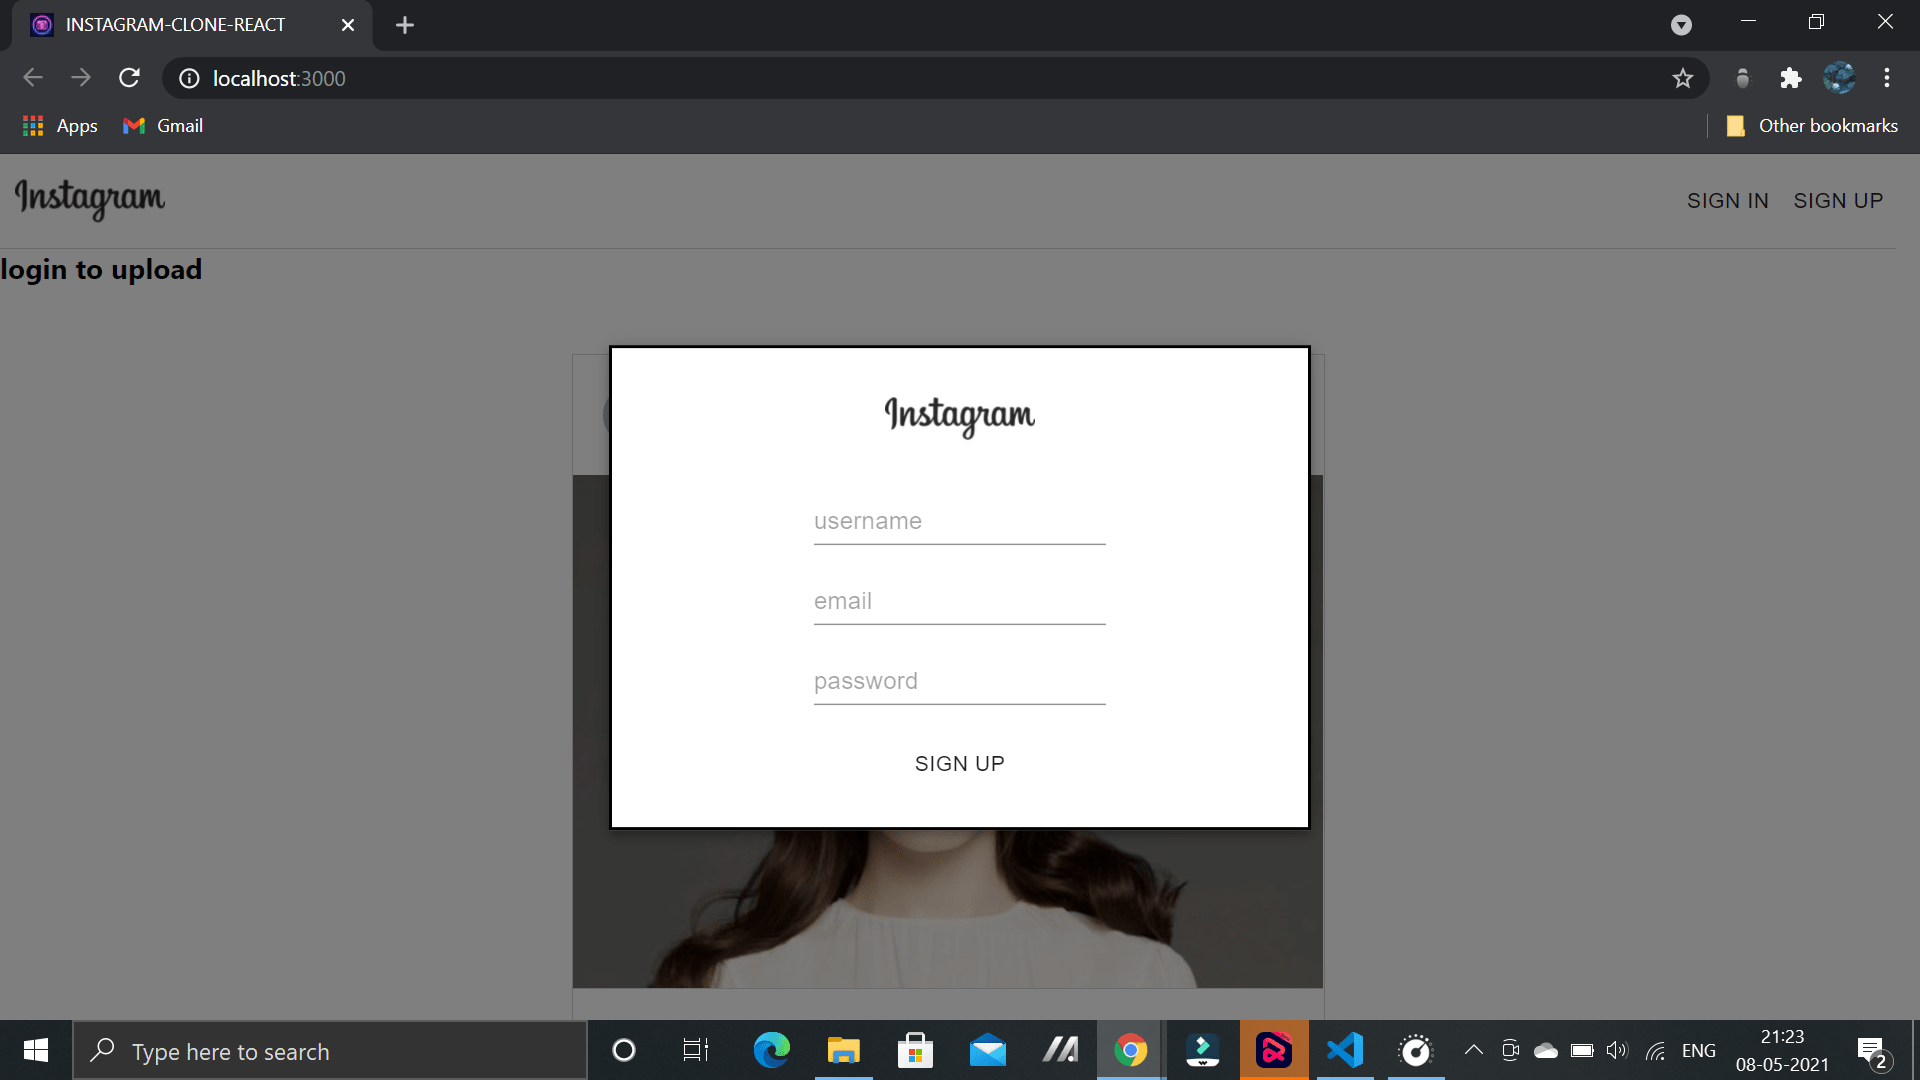 INSTAGRAM-CLONE-REACT
localhost:3000
Apps
Gmail
Other bookmarks
Instagram
SIGN IN
SIGN UP
login to upload
Instagram
username
email
password
SIGN UP
Type here to search
ENG
21:23
08-05-2021
2